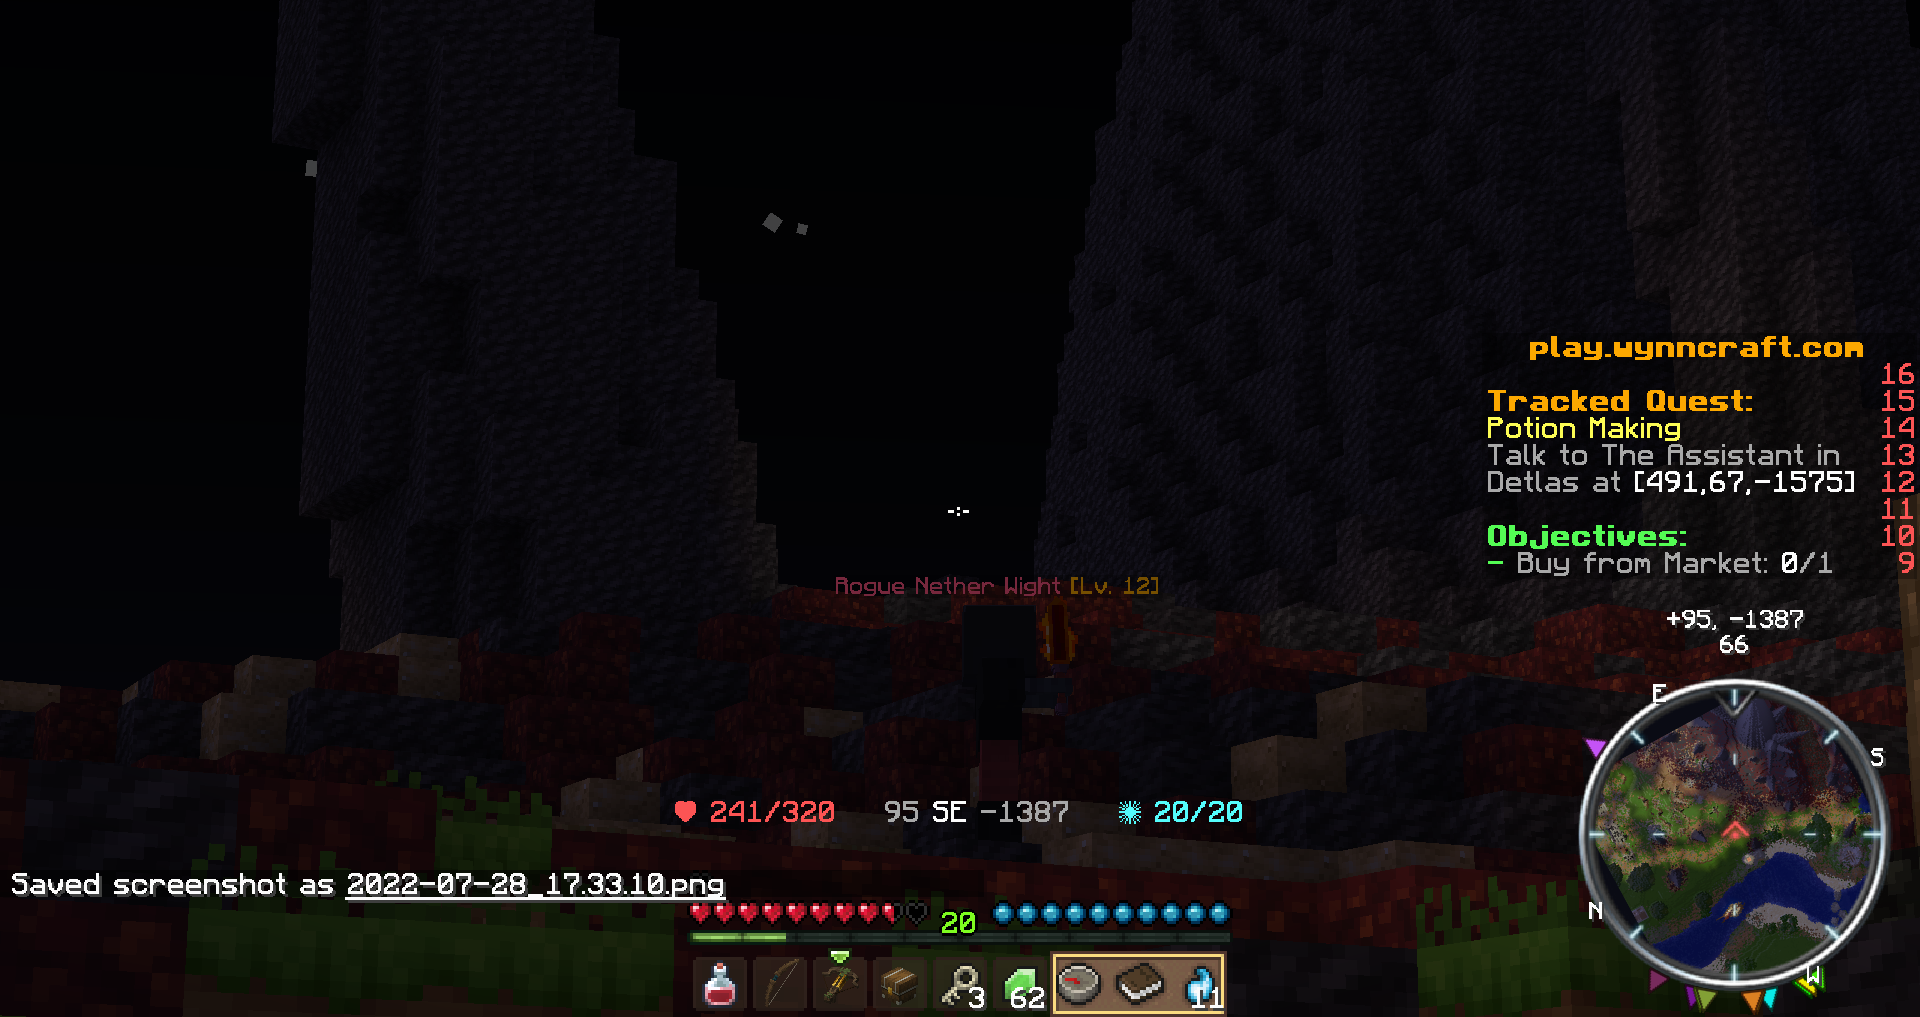 play.wynncraft.com
16
Tracked Quest: 15
Potion Making 14
Talk to The Assistant in 13
Detlas at [491,67,-1575] 12
11
Objectives: 10
- Buy from Market: 0/1 9
Rogue Nether Wight [Lv. 12]
+95, -1387
66
E
S
N
W
241/320 95 SE -1387 20/20
Saved screenshot as 2022-07-28_17.33.10.png
20
3 62 11